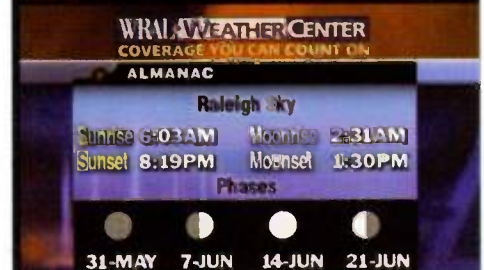 WRAL WEATHER CENTER
COVERAGE YOU CAN COUNT ON
ALMANAC
Raleigh Sky
Sunrise 6:03AM Moonrise 2:31AM
Sunset 8:19PM Moonset 1:30PM
Phases
31-MAY 7-JUN 14-JUN 21-JUN